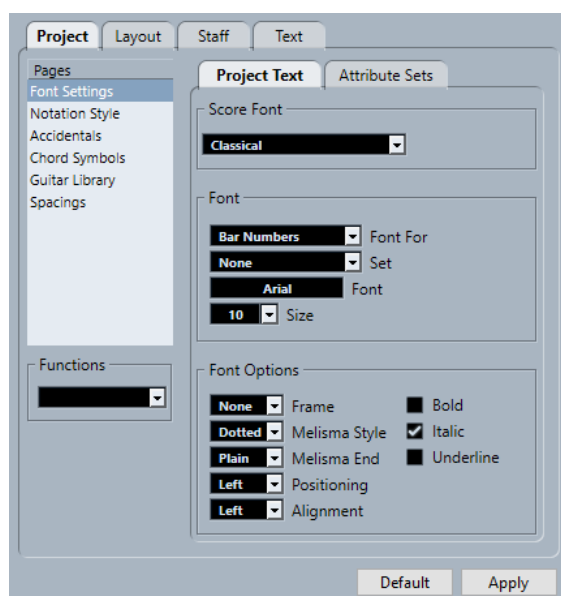 Project Layout Staff Text
Pages
Font Settings
Notation Style
Accidentals
Chord Symbols
Guitar Library
Spacings
Functions
Project Text Attribute Sets
Score Font
Classical
Font
Bar Numbers Font For
None Set
Arial Font
10 Size
Font Options
None Frame Bold
Dotted Melisma Style Italic
Plain Melisma End Underline
Left Positioning
Left Alignment
Default Apply